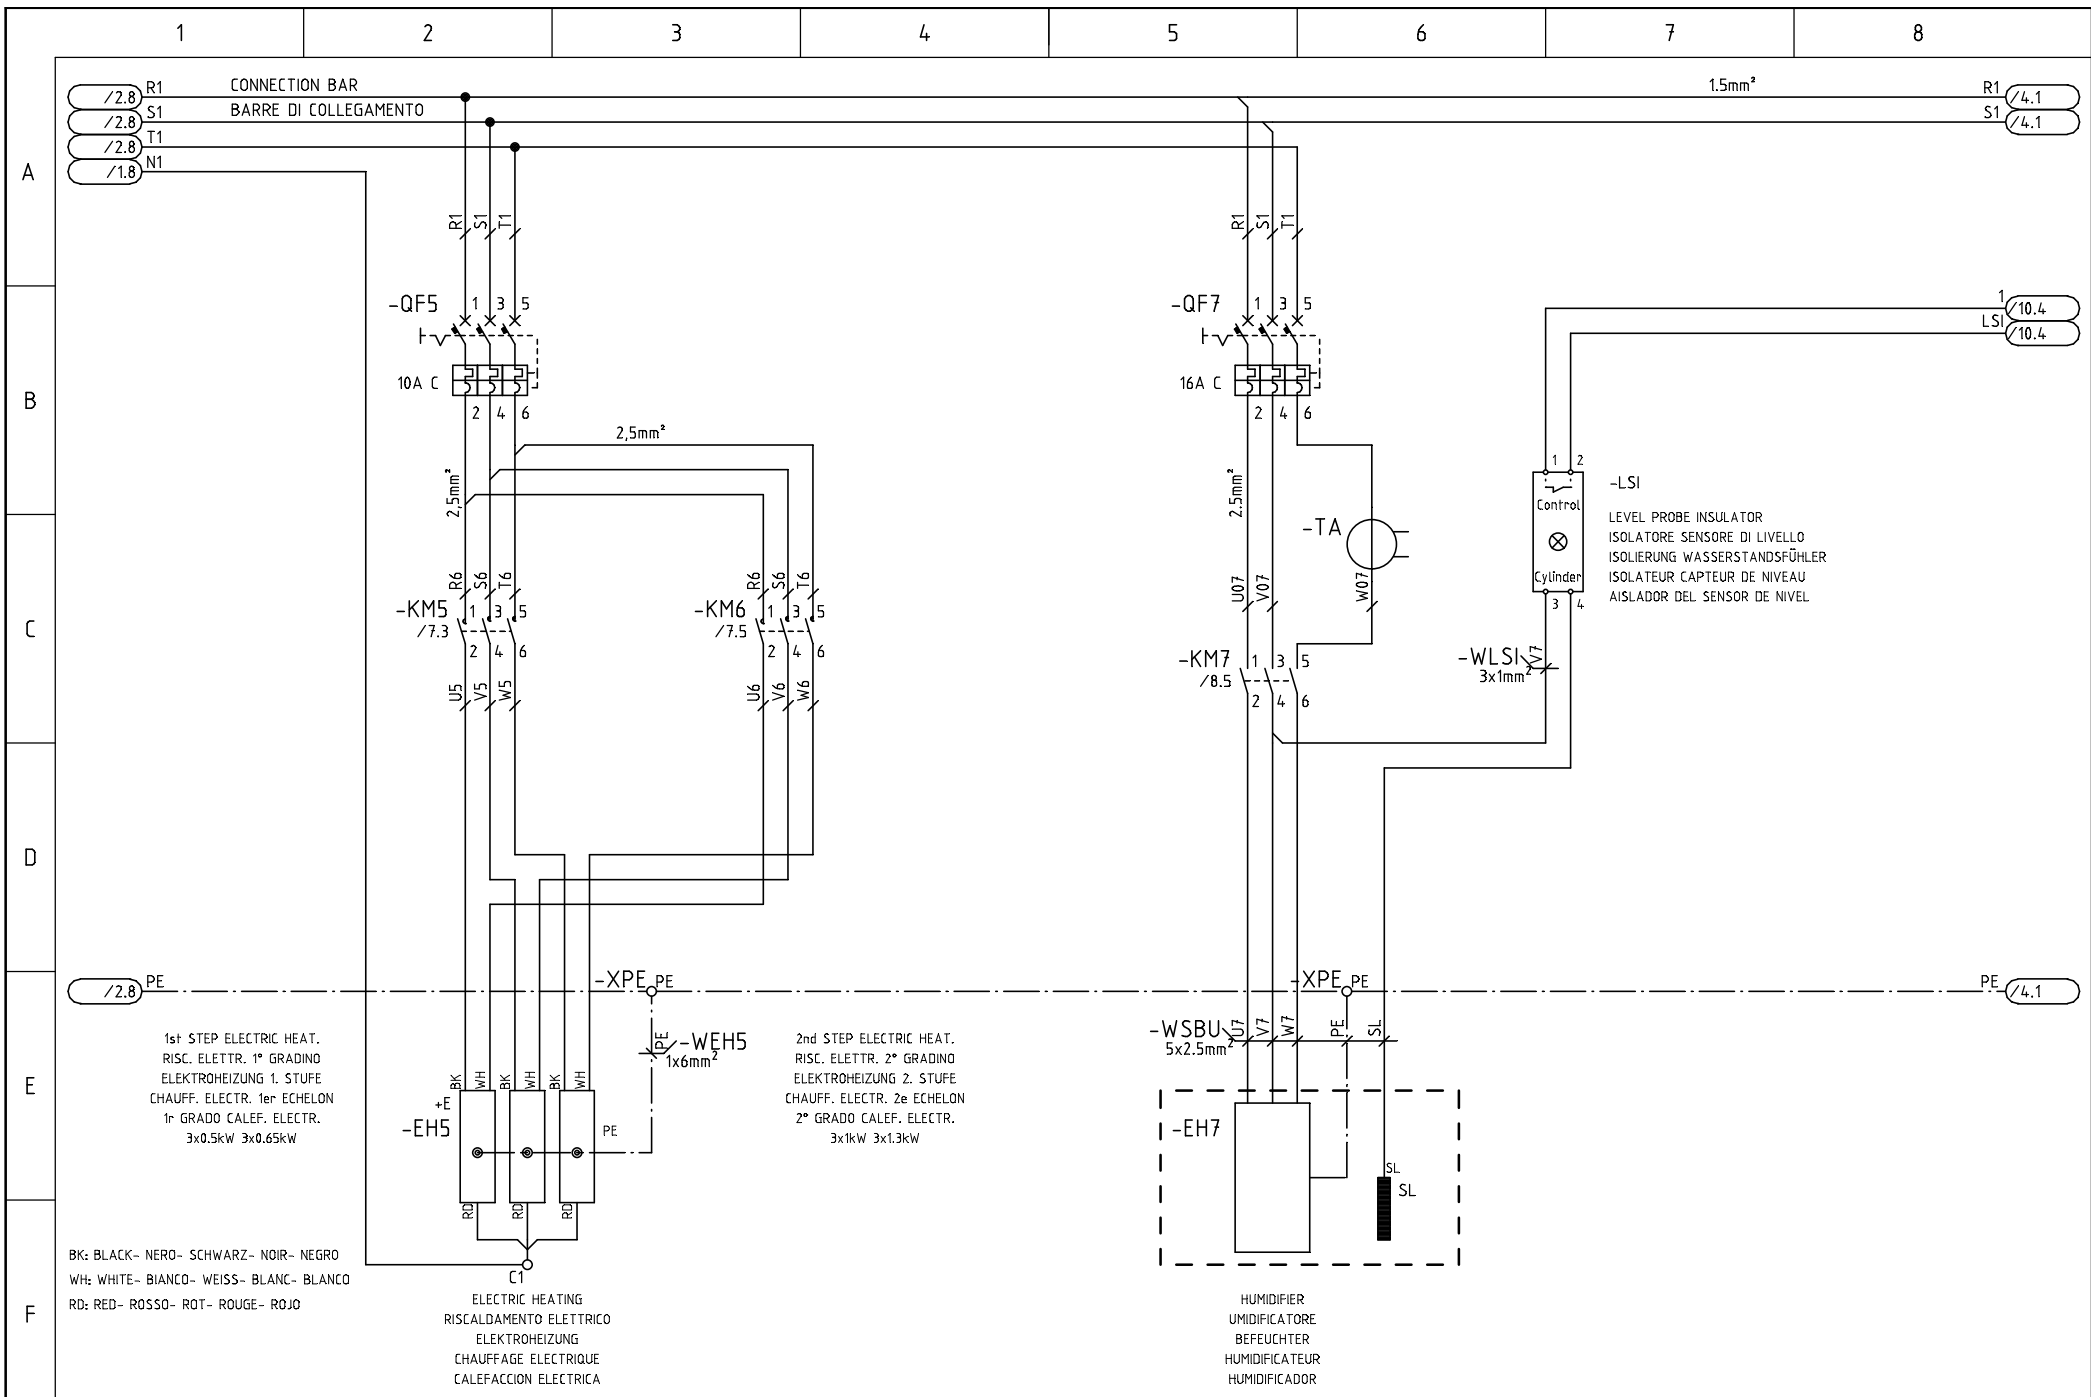 1 2 3 4 5 6 7 8
A
B
C
D
E
F
/2.8 R1 CONNECTION BAR 1.5mm² R1 /4.1
/2.8 S1 BARRE DI COLLEGAMENTO S1 /4.1
/2.8 T1
/1.8 N1
R1 S1 T1
R1 S1 T1
-QF5 1 3 5
10A C
2 4 6
-QF7 1 3 5
16A C
2 4 6
1 /10.4
LSI /10.4
2,5mm²
2,5mm²
2.5mm²
R6 S6 T6
-KM5 1 3 5
/7.3
2 4 6
U5 V5 W5
R6 S6 T6
-KM6 1 3 5
/7.5
2 4 6
U6 V6 W6
-TA
U07 V07 W07
-KM7 1 3 5
/8.5
2 4 6
1 2
Control
Cylinder
3 4
-LSI
LEVEL PROBE INSULATOR
ISOLATORE SENSORE DI LIVELLO
ISOLIERUNG WASSERSTANDSFÜHLER
ISOLATEUR CAPTEUR DE NIVEAU
AISLADOR DEL SENSOR DE NIVEL
-WLSI V7
3x1mm²
/2.8 PE -XPE PE -XPE PE PE /4.1
1st STEP ELECTRIC HEAT.
RISC. ELETTR. 1° GRADINO
ELEKTROHEIZUNG 1. STUFE
CHAUFF. ELECTR. 1er ECHELON
1r GRADO CALEF. ELECTR.
3x0.5kW 3x0.65kW
PE -WEH5
1x6mm²
2nd STEP ELECTRIC HEAT.
RISC. ELETTR. 2° GRADINO
ELEKTROHEIZUNG 2. STUFE
CHAUFF. ELECTR. 2e ECHELON
2° GRADO CALEF. ELECTR.
3x1kW 3x1.3kW
BK WH BK WH BK WH
+E
-EH5
PE
RD RD RD
C1
-WSBU U7 V7 W7 PE SL
5x2.5mm²
-EH7
SL
SL
BK: BLACK- NERO- SCHWARZ- NOIR- NEGRO
WH: WHITE- BIANCO- WEISS- BLANC- BLANCO
RD: RED- ROSSO- ROT- ROUGE- ROJO
ELECTRIC HEATING
RISCALDAMENTO ELETTRICO
ELEKTROHEIZUNG
CHAUFFAGE ELECTRIQUE
CALEFACCION ELECTRICA
HUMIDIFIER
UMIDIFICATORE
BEFEUCHTER
HUMIDIFICATEUR
HUMIDIFICADOR